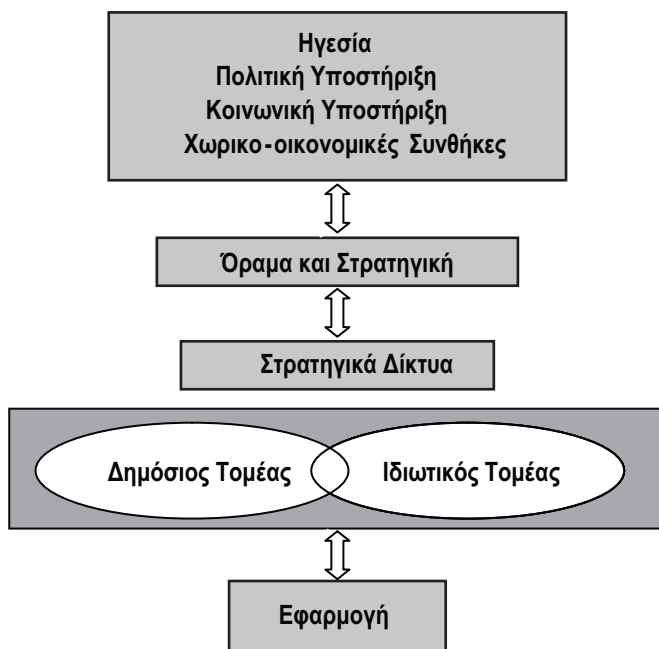 Ηγεσία
Πολιτική Υποστήριξη
Κοινωνική Υποστήριξη
Χωρικο-οικονομικές Συνθήκες
Όραμα και Στρατηγική
Στρατηγικά Δίκτυα
Δημόσιος Τομέας
Ιδιωτικός Τομέας
Εφαρμογή